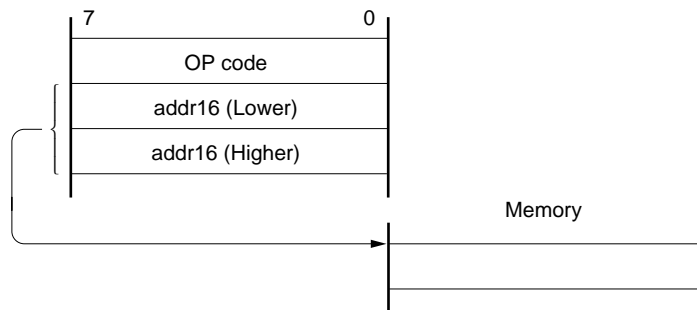 7 0
OP code
addr16 (Lower)
addr16 (Higher)
Memory